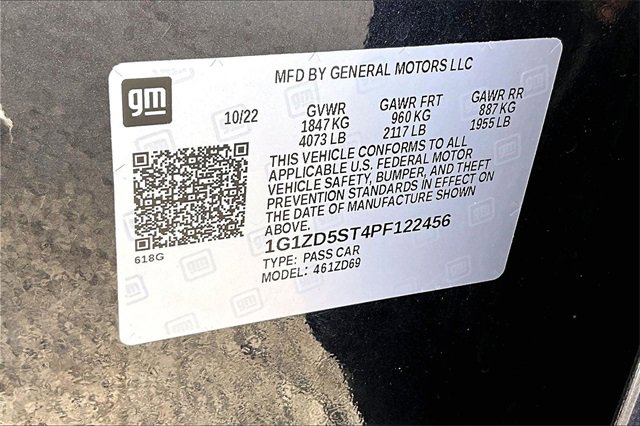 MFD BY GENERAL MOTORS LLC
gm
10/22 GVWR GAWR FRT GAWR RR
1847 KG 960 KG 887 KG
4073 LB 2117 LB 1955 LB
THIS VEHICLE CONFORMS TO ALL
APPLICABLE U.S. FEDERAL MOTOR
VEHICLE SAFETY, BUMPER, AND THEFT
PREVENTION STANDARDS IN EFFECT ON
THE DATE OF MANUFACTURE SHOWN
ABOVE.
1G1ZD5ST4PF122456
618G
TYPE: PASS CAR
MODEL: 461ZD69